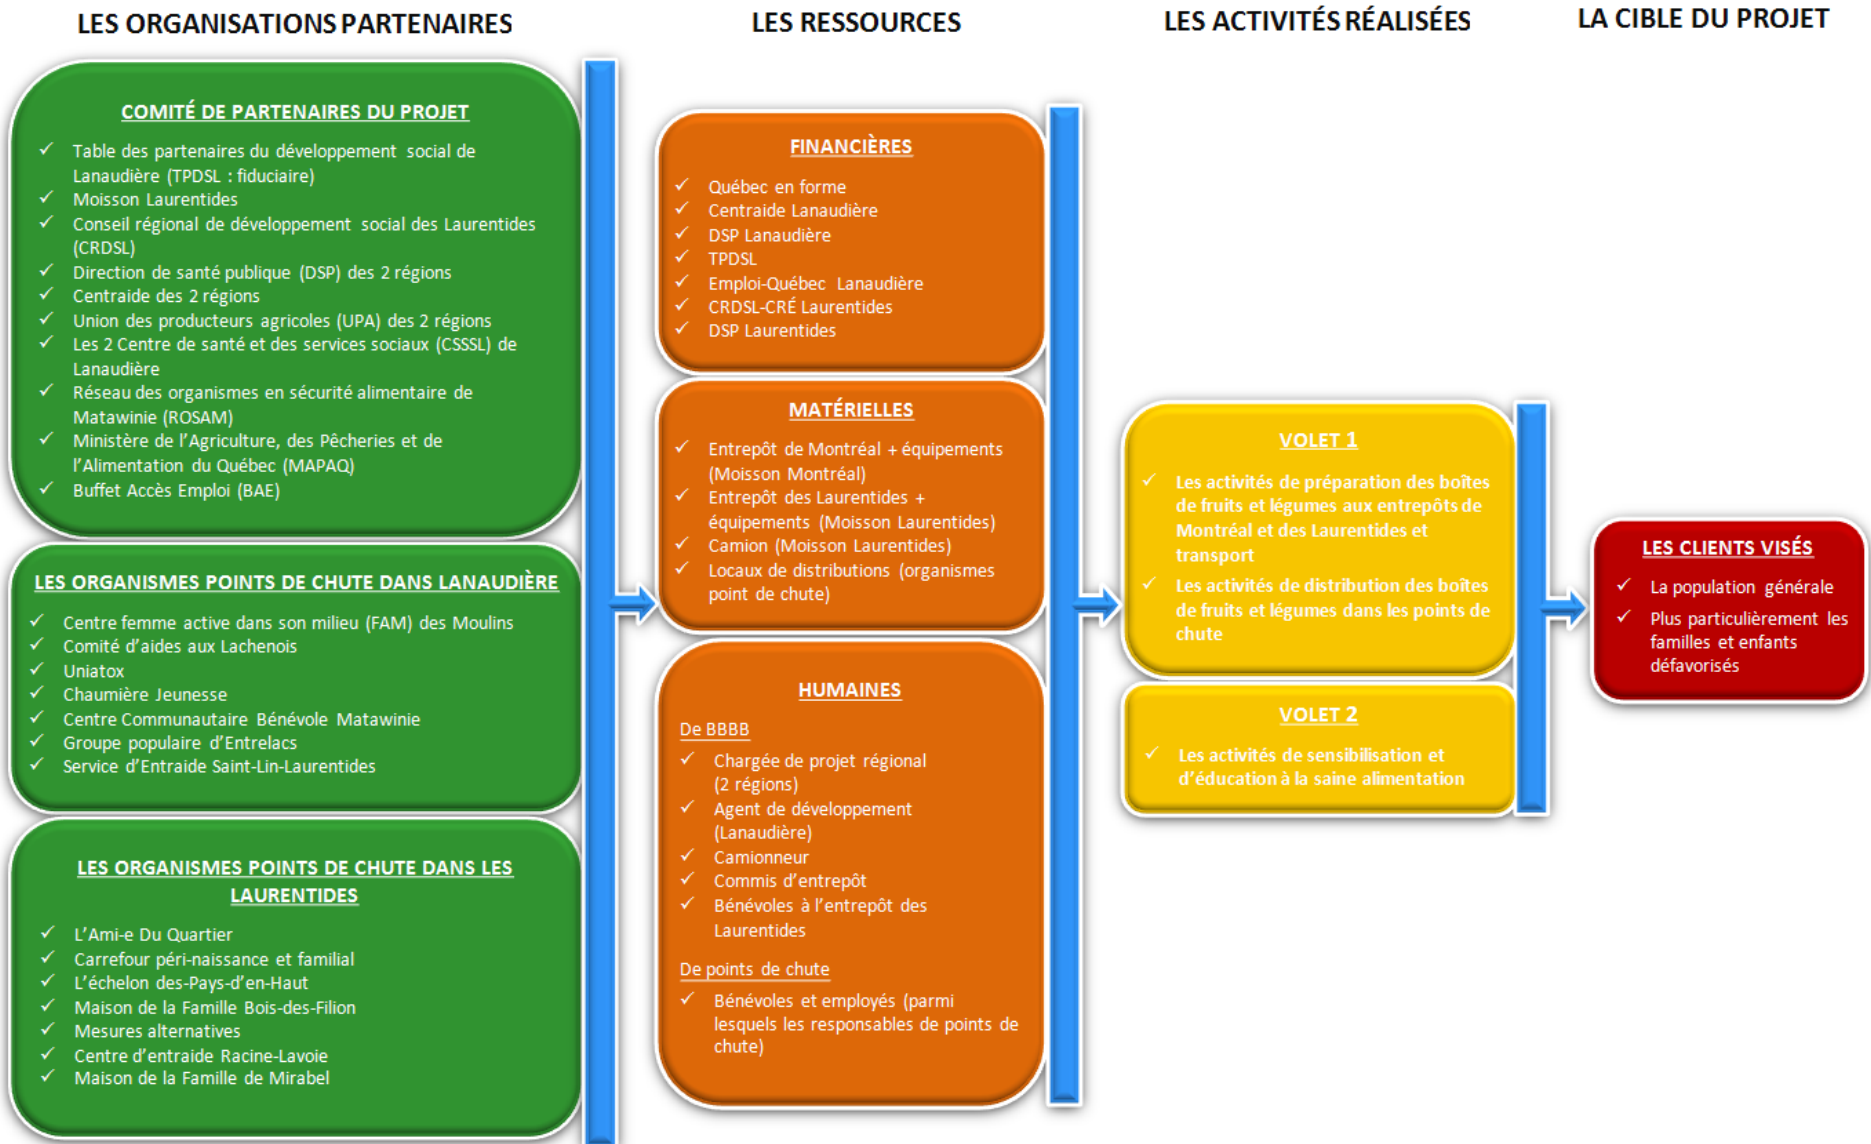 LES ORGANISATIONS PARTENAIRES
LES RESSOURCES
LES ACTIVITÉS RÉALISÉES
LA CIBLE DU PROJET
COMITÉ DE PARTENAIRES DU PROJET
✓ Table des partenaires du développement social de
Lanaudière (TPDSL : fiduciaire)
✓ Moisson Laurentides
✓ Conseil régional de développement social des Laurentides
(CRDSL)
✓ Direction de santé publique (DSP) des 2 régions
✓ Centraide des 2 régions
✓ Union des producteurs agricoles (UPA) des 2 régions
✓ Les 2 Centre de santé et des services sociaux (CSSSL) de
Lanaudière
✓ Réseau des organismes en sécurité alimentaire de
Matawinie (ROSAM)
✓ Ministère de l'Agriculture, des Pêcheries et de
l'Alimentation du Québec (MAPAQ)
✓ Buffet Accès Emploi (BAE)
LES ORGANISMES POINTS DE CHUTE DANS LANAUDIÈRE
✓ Centre femme active dans son milieu (FAM) des Moulins
✓ Comité d'aides aux Lachenois
✓ Uniatox
✓ Chaumière Jeunesse
✓ Centre Communautaire Bénévole Matawinie
✓ Groupe populaire d'Entrelacs
✓ Service d'Entraide Saint-Lin-Laurentides
LES ORGANISMES POINTS DE CHUTE DANS LES
LAURENTIDES
✓ L'Ami-e Du Quartier
✓ Carrefour péri-naissance et familial
✓ L'échelon des-Pays-d'en-Haut
✓ Maison de la Famille Bois-des-Filion
✓ Mesures alternatives
✓ Centre d'entraide Racine-Lavoie
✓ Maison de la Famille de Mirabel
FINANCIÈRES
✓ Québec en forme
✓ Centraide Lanaudière
✓ DSP Lanaudière
✓ TPDSL
✓ Emploi-Québec Lanaudière
✓ CRDSL-CRÉ Laurentides
✓ DSP Laurentides
MATÉRIELLES
✓ Entrepôt de Montréal + équipements
(Moisson Montréal)
✓ Entrepôt des Laurentides +
équipements (Moisson Laurentides)
✓ Camion (Moisson Laurentides)
✓ Locaux de distributions (organismes
point de chute)
HUMAINES
De BBBB
✓ Chargée de projet régional
(2 régions)
✓ Agent de développement
(Lanaudière)
✓ Camionneur
✓ Commis d'entrepôt
✓ Bénévoles à l'entrepôt des
Laurentides
De points de chute
✓ Bénévoles et employés (parmi
lesquels les responsables de points de
chute)
VOLET 1
✓ Les activités de préparation des boîtes
de fruits et légumes aux entrepôts de
Montréal et des Laurentides et
transport
✓ Les activités de distribution des boîtes
de fruits et légumes dans les points de
chute
VOLET 2
✓ Les activités de sensibilisation et
d'éducation à la saine alimentation
LES CLIENTS VISÉS
✓ La population générale
✓ Plus particulièrement les
familles et enfants
défavorisés